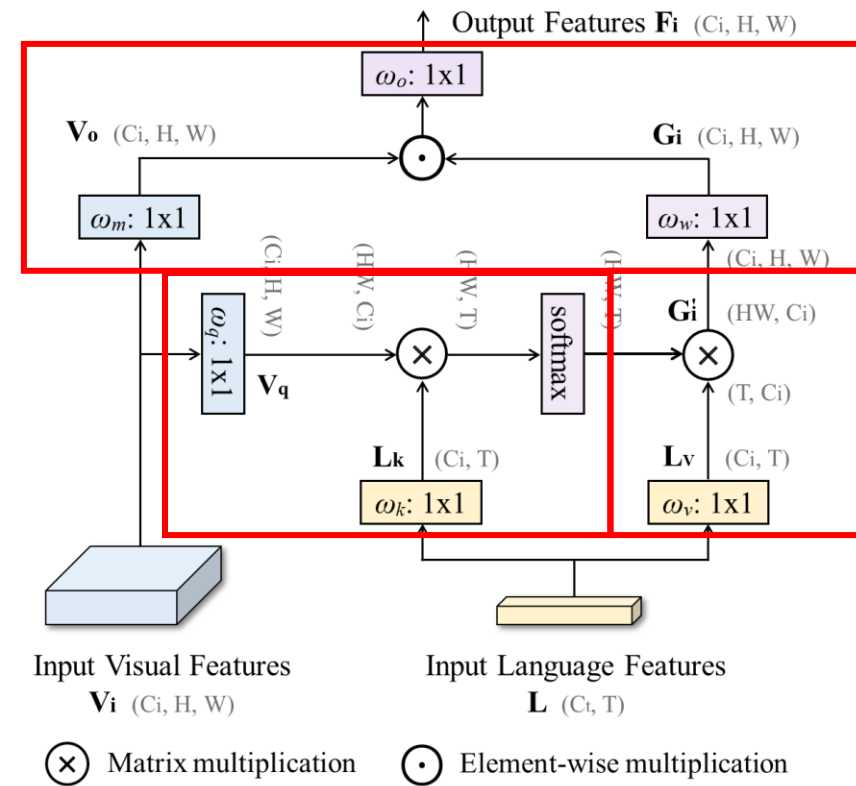 Output Features Fi (Ci, H, W)
ωo: 1x1
Vo (Ci, H, W)
Gi (Ci, H, W)
ωm: 1x1
ωw: 1x1
(Ci, H, W)
(HW, Ci)
(HW, T)
(HW, T)
(Ci, H, W)
ωq: 1x1
Vq
softmax
G'i (HW, Ci)
(T, Ci)
Lk (Ci, T)
Lv (Ci, T)
ωk: 1x1
ωv: 1x1
Input Visual Features
Vi (Ci, H, W)
Input Language Features
L (Ct, T)
Matrix multiplication
Element-wise multiplication